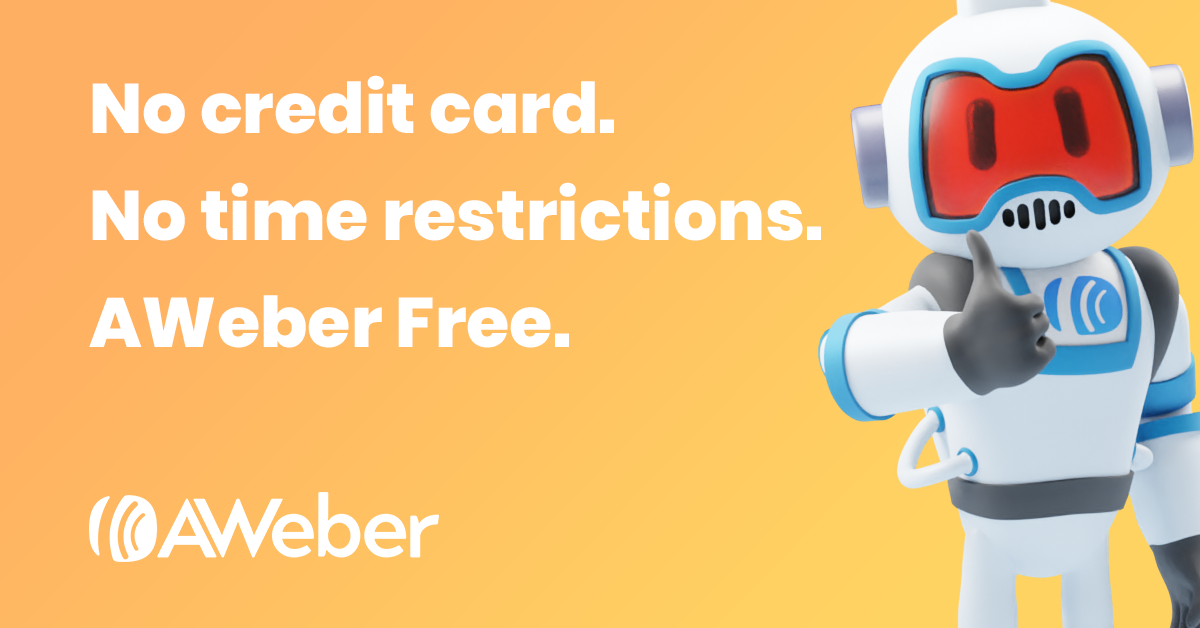 No credit card.
No time restrictions.
AWeber Free.
AWeber